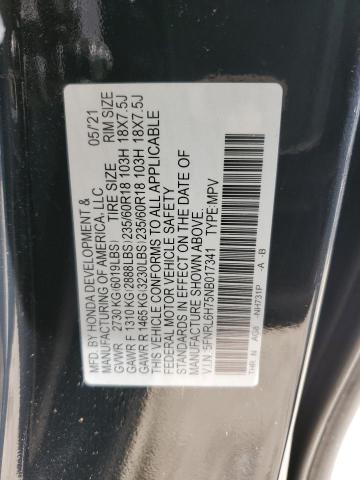 MFD. BY HONDA DEVELOPMENT & 05/21
MANUFACTURING OF AMERICA, LLC
GVWR 2730 KG(6019LBS) TIRE SIZE RIM SIZE
GAWR F 1310 KG(2888LBS) 235/60R18 103H 18X7.5J
GAWR R 1465 KG(3230LBS) 235/60R18 103H 18X7.5J
THIS VEHICLE CONFORMS TO ALL APPLICABLE
FEDERAL MOTOR VEHICLE SAFETY
STANDARDS IN EFFECT ON THE DATE OF
MANUFACTURE SHOWN ABOVE.
V.I.N. 5FNRL6H75NB017341 TYPE MPV
THR. N AG8 -NH731P -A -B